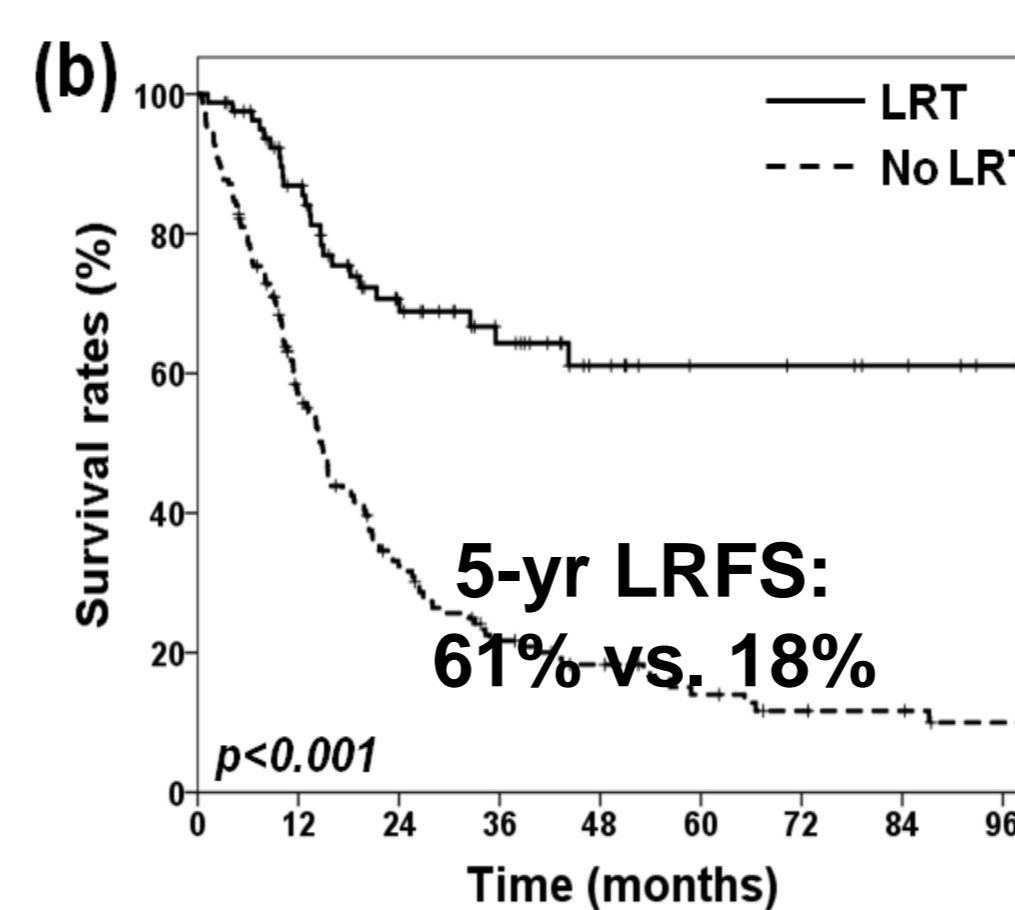 (b)
LRT
No LRT
Survival rates (%)
100
80
60
40
20
0
5-yr LRFS:
61% vs. 18%
p<0.001
0 12 24 36 48 60 72 84 96
Time (months)